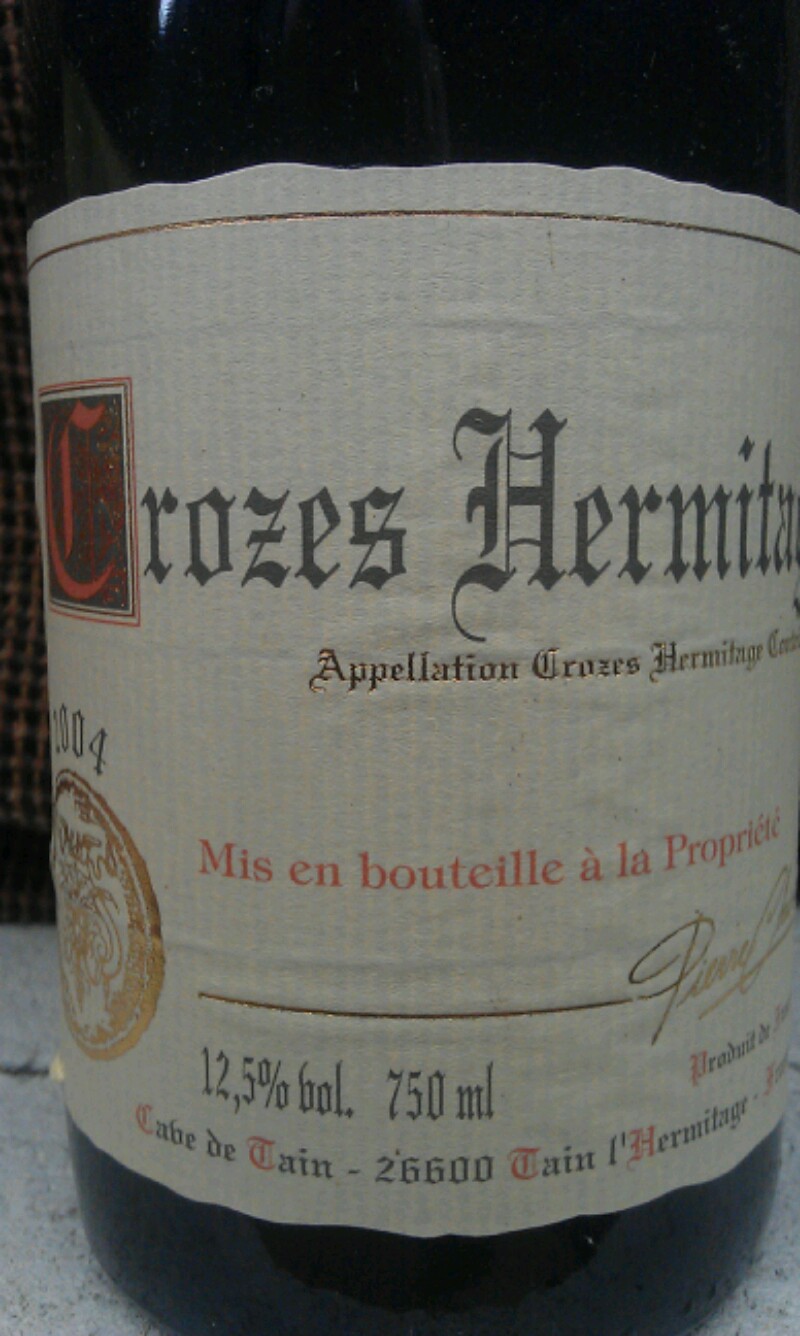 Crozes Hermitag
Appellation Crozes Hermitage
2004
Mis en bouteille à la Propriété
Pierre
12,5% vol. 750 ml
Produit de
Cave de Tain - 26600 Tain l'Hermitage -